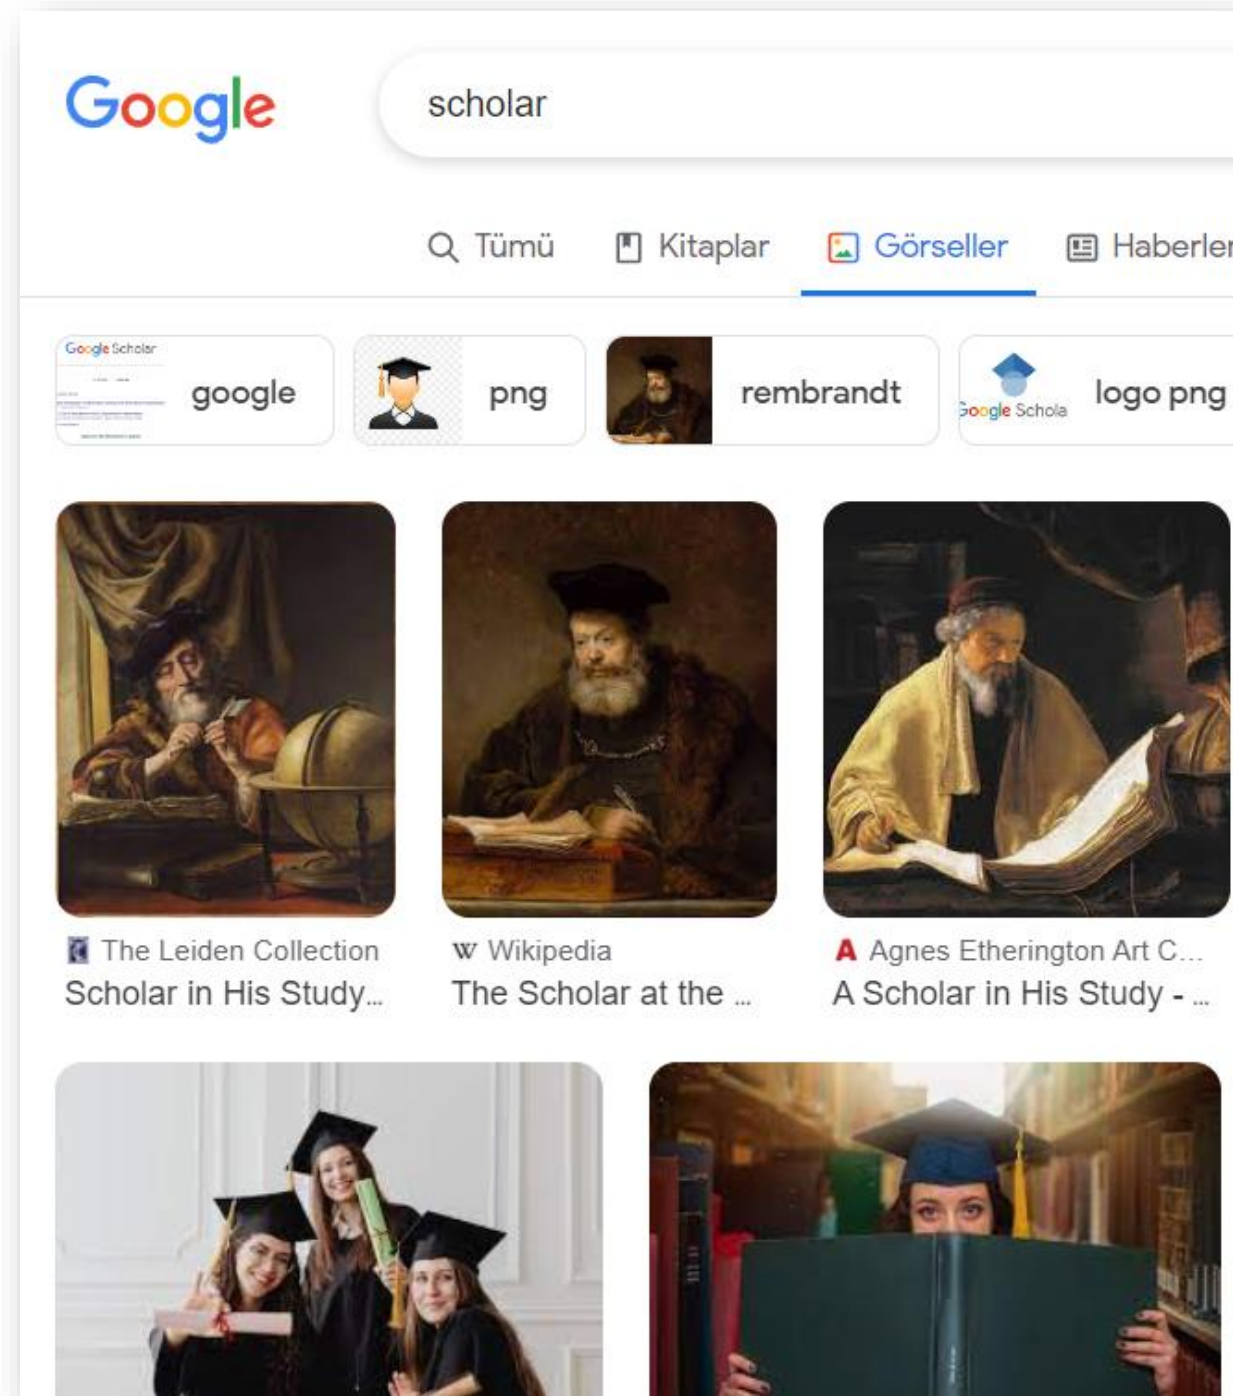 Google
scholar
Tümü Kitaplar Görseller Haberler
Google Scholar
google png rembrandt logo png
Google Schola
The Leiden Collection
Scholar in His Study...
W Wikipedia
The Scholar at the ...
A Agnes Etherington Art C...
A Scholar in His Study - ...